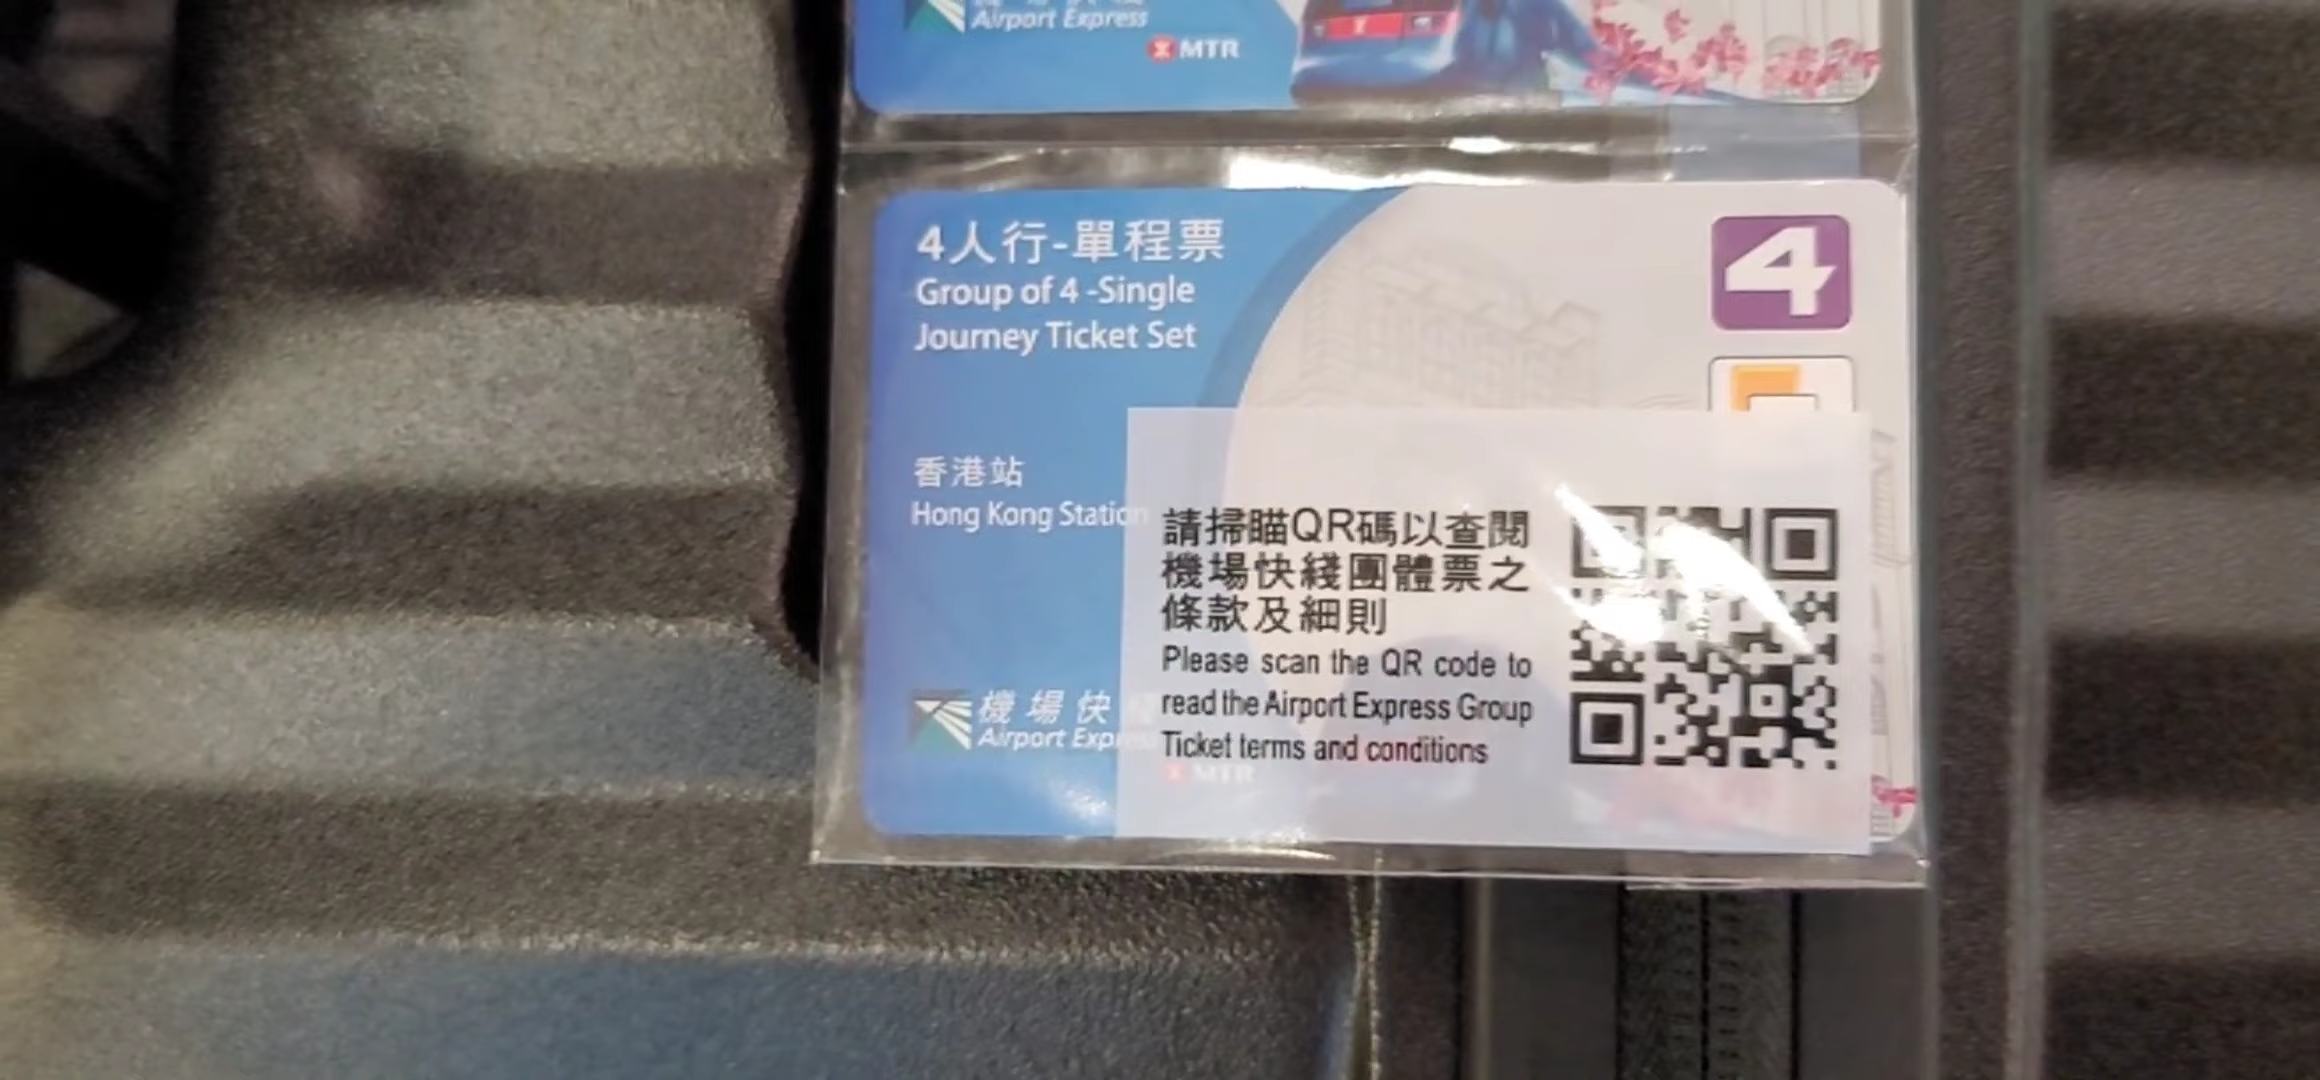 Airport Express
MTR
4人行-單程票
Group of 4 -Single
Journey Ticket Set
4
香港站
Hong Kong Station
請掃瞄QR碼以查閱
機場快綫團體票之
條款及細則
Please scan the QR code to
read the Airport Express Group
Ticket terms and conditions
機場快
Airport Express
MTR